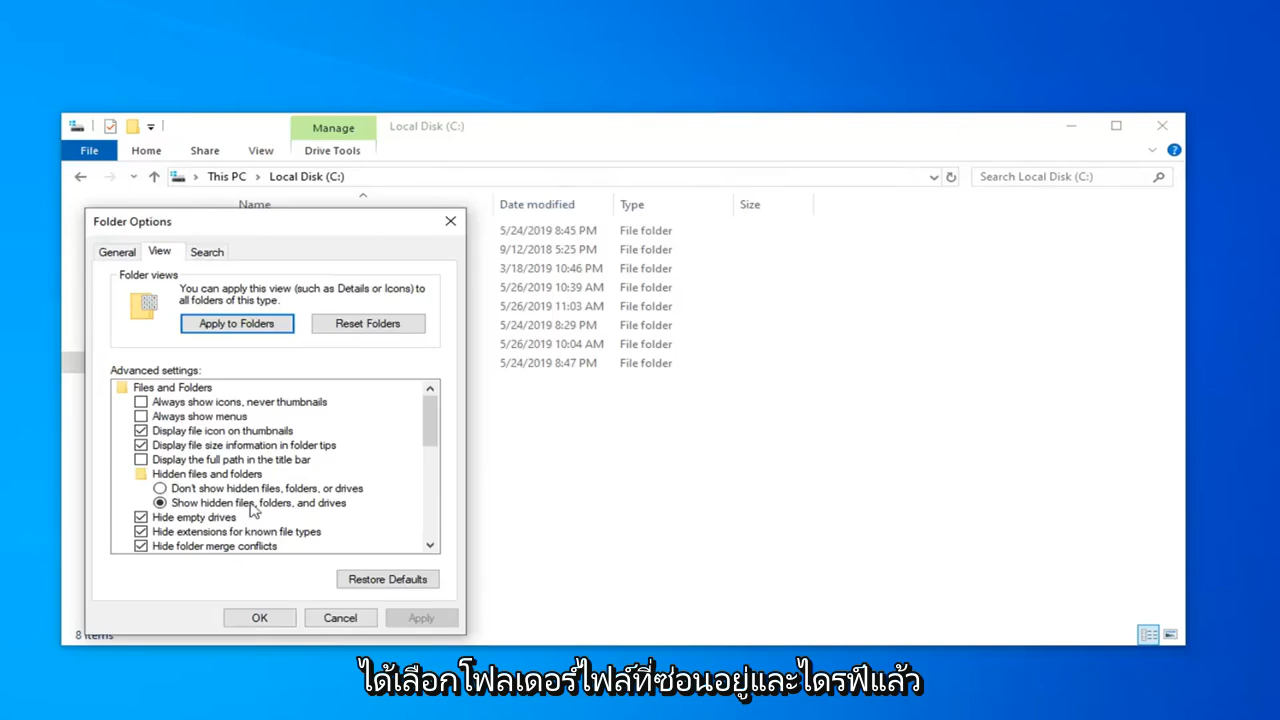 Manage
Local Disk (C:)
File
Home
Share
View
Drive Tools
This PC
Local Disk (C:)
Search Local Disk (C:)
Name
Date modified
Type
Size
Folder Options
General
View
Search
Folder views
You can apply this view (such as Details or Icons) to
all folders of this type.
Apply to Folders
Reset Folders
Advanced settings:
Files and Folders
Always show icons, never thumbnails
Always show menus
Display file icon on thumbnails
Display file size information in folder tips
Display the full path in the title bar
Hidden files and folders
Don't show hidden files, folders, or drives
Show hidden files, folders, and drives
Hide empty drives
Hide extensions for known file types
Hide folder merge conflicts
Restore Defaults
OK
Cancel
Apply
5/24/2019 8:45 PM File folder
9/12/2018 5:25 PM File folder
3/18/2019 10:46 PM File folder
5/26/2019 10:39 AM File folder
5/26/2019 11:03 AM File folder
5/24/2019 8:29 PM File folder
5/26/2019 10:04 AM File folder
5/24/2019 8:47 PM File folder
8 items
ได้เลือกโฟลเดอร์ไฟล์ที่ซ่อนอยู่และไดรฟ์แล้ว